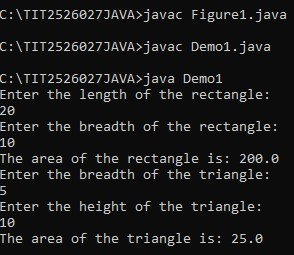 C:\TIT2526027JAVA>javac Figure1.java
C:\TIT2526027JAVA>javac Demo1.java
C:\TIT2526027JAVA>java Demo1
Enter the length of the rectangle:
20
Enter the breadth of the rectangle:
10
The area of the rectangle is: 200.0
Enter the breadth of the triangle:
5
Enter the height of the triangle:
10
The area of the triangle is: 25.0